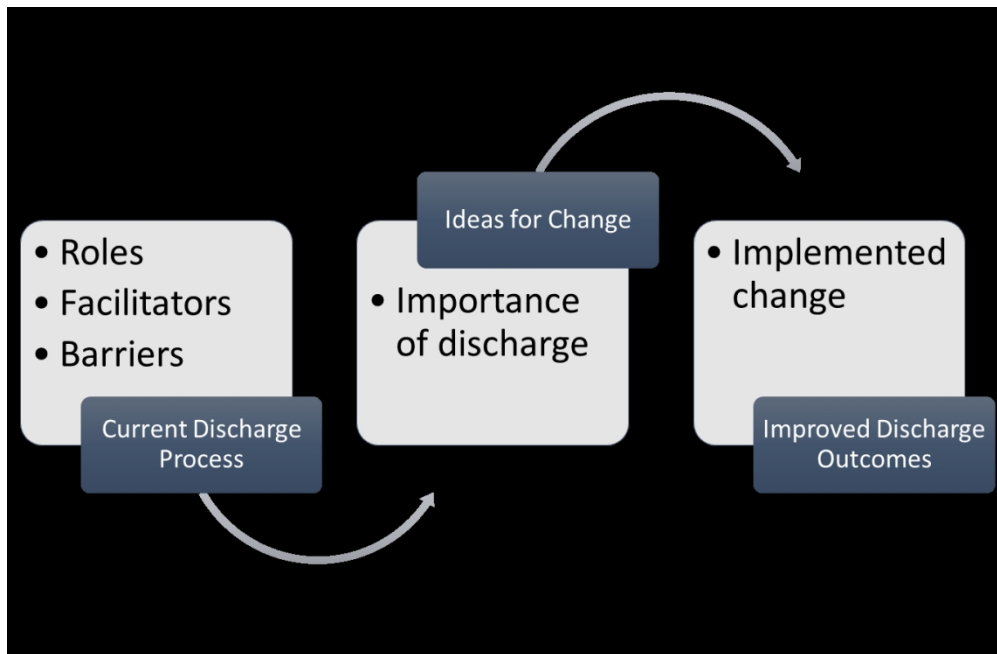 • Roles
• Facilitators
• Barriers
Current Discharge
Process
Ideas for Change
• Importance
of discharge
• Implemented
change
Improved Discharge
Outcomes